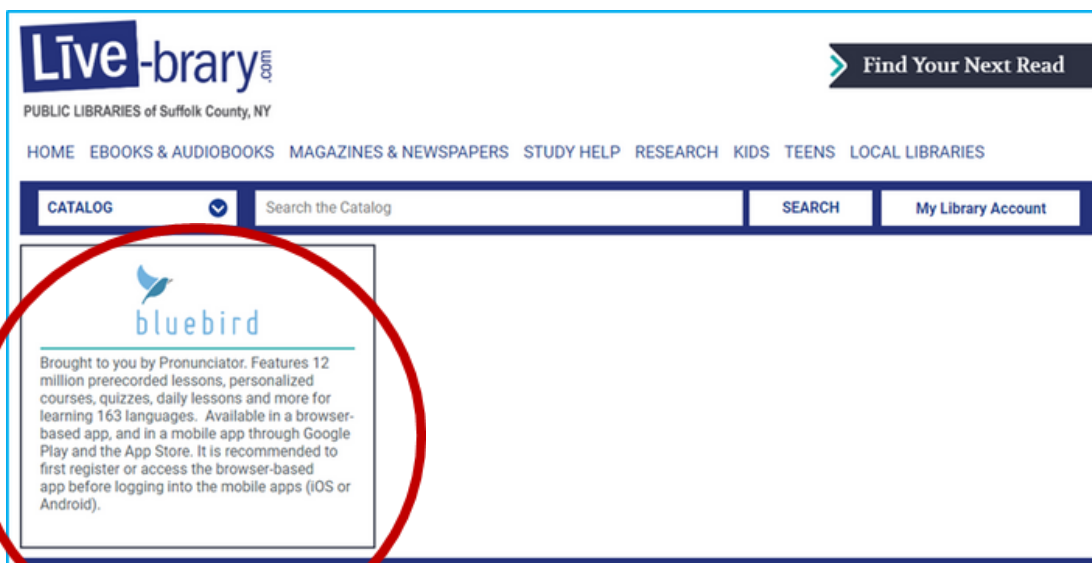 Līve-brary.com
PUBLIC LIBRARIES of Suffolk County, NY
Find Your Next Read
HOME EBOOKS & AUDIOBOOKS MAGAZINES & NEWSPAPERS STUDY HELP RESEARCH KIDS TEENS LOCAL LIBRARIES
CATALOG Search the Catalog SEARCH My Library Account
bluebird
Brought to you by Pronunciator. Features 12
million prerecorded lessons, personalized
courses, quizzes, daily lessons and more for
learning 163 languages. Available in a browser-
based app, and in a mobile app through Google
Play and the App Store. It is recommended to
first register or access the browser-based
app before logging into the mobile apps (iOS or
Android).